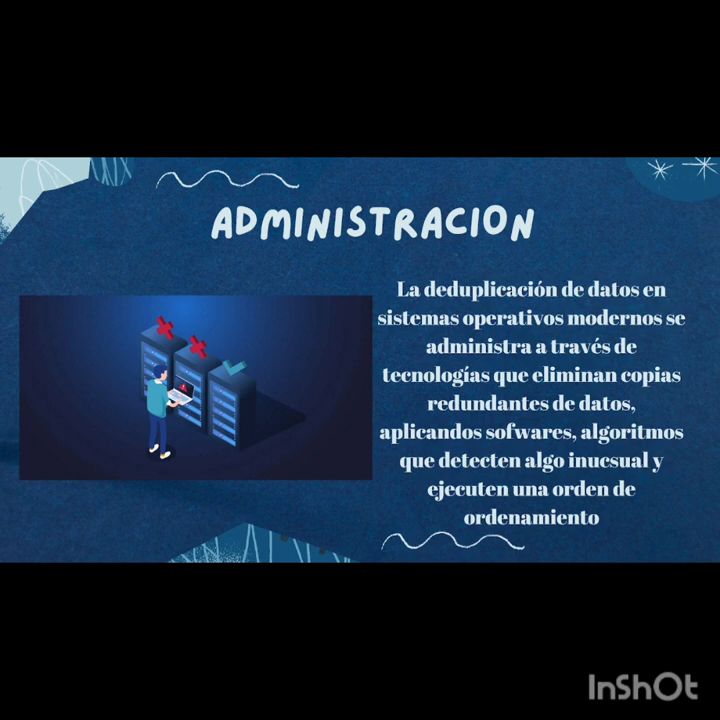 ADMINISTRACION
La deduplicación de datos en
sistemas operativos modernos se
administra a través de
tecnologías que eliminan copias
redundantes de datos,
aplicandos sofwares, algoritmos
que detecten algo inucsual y
ejecuten una orden de
ordenamiento
InShOt